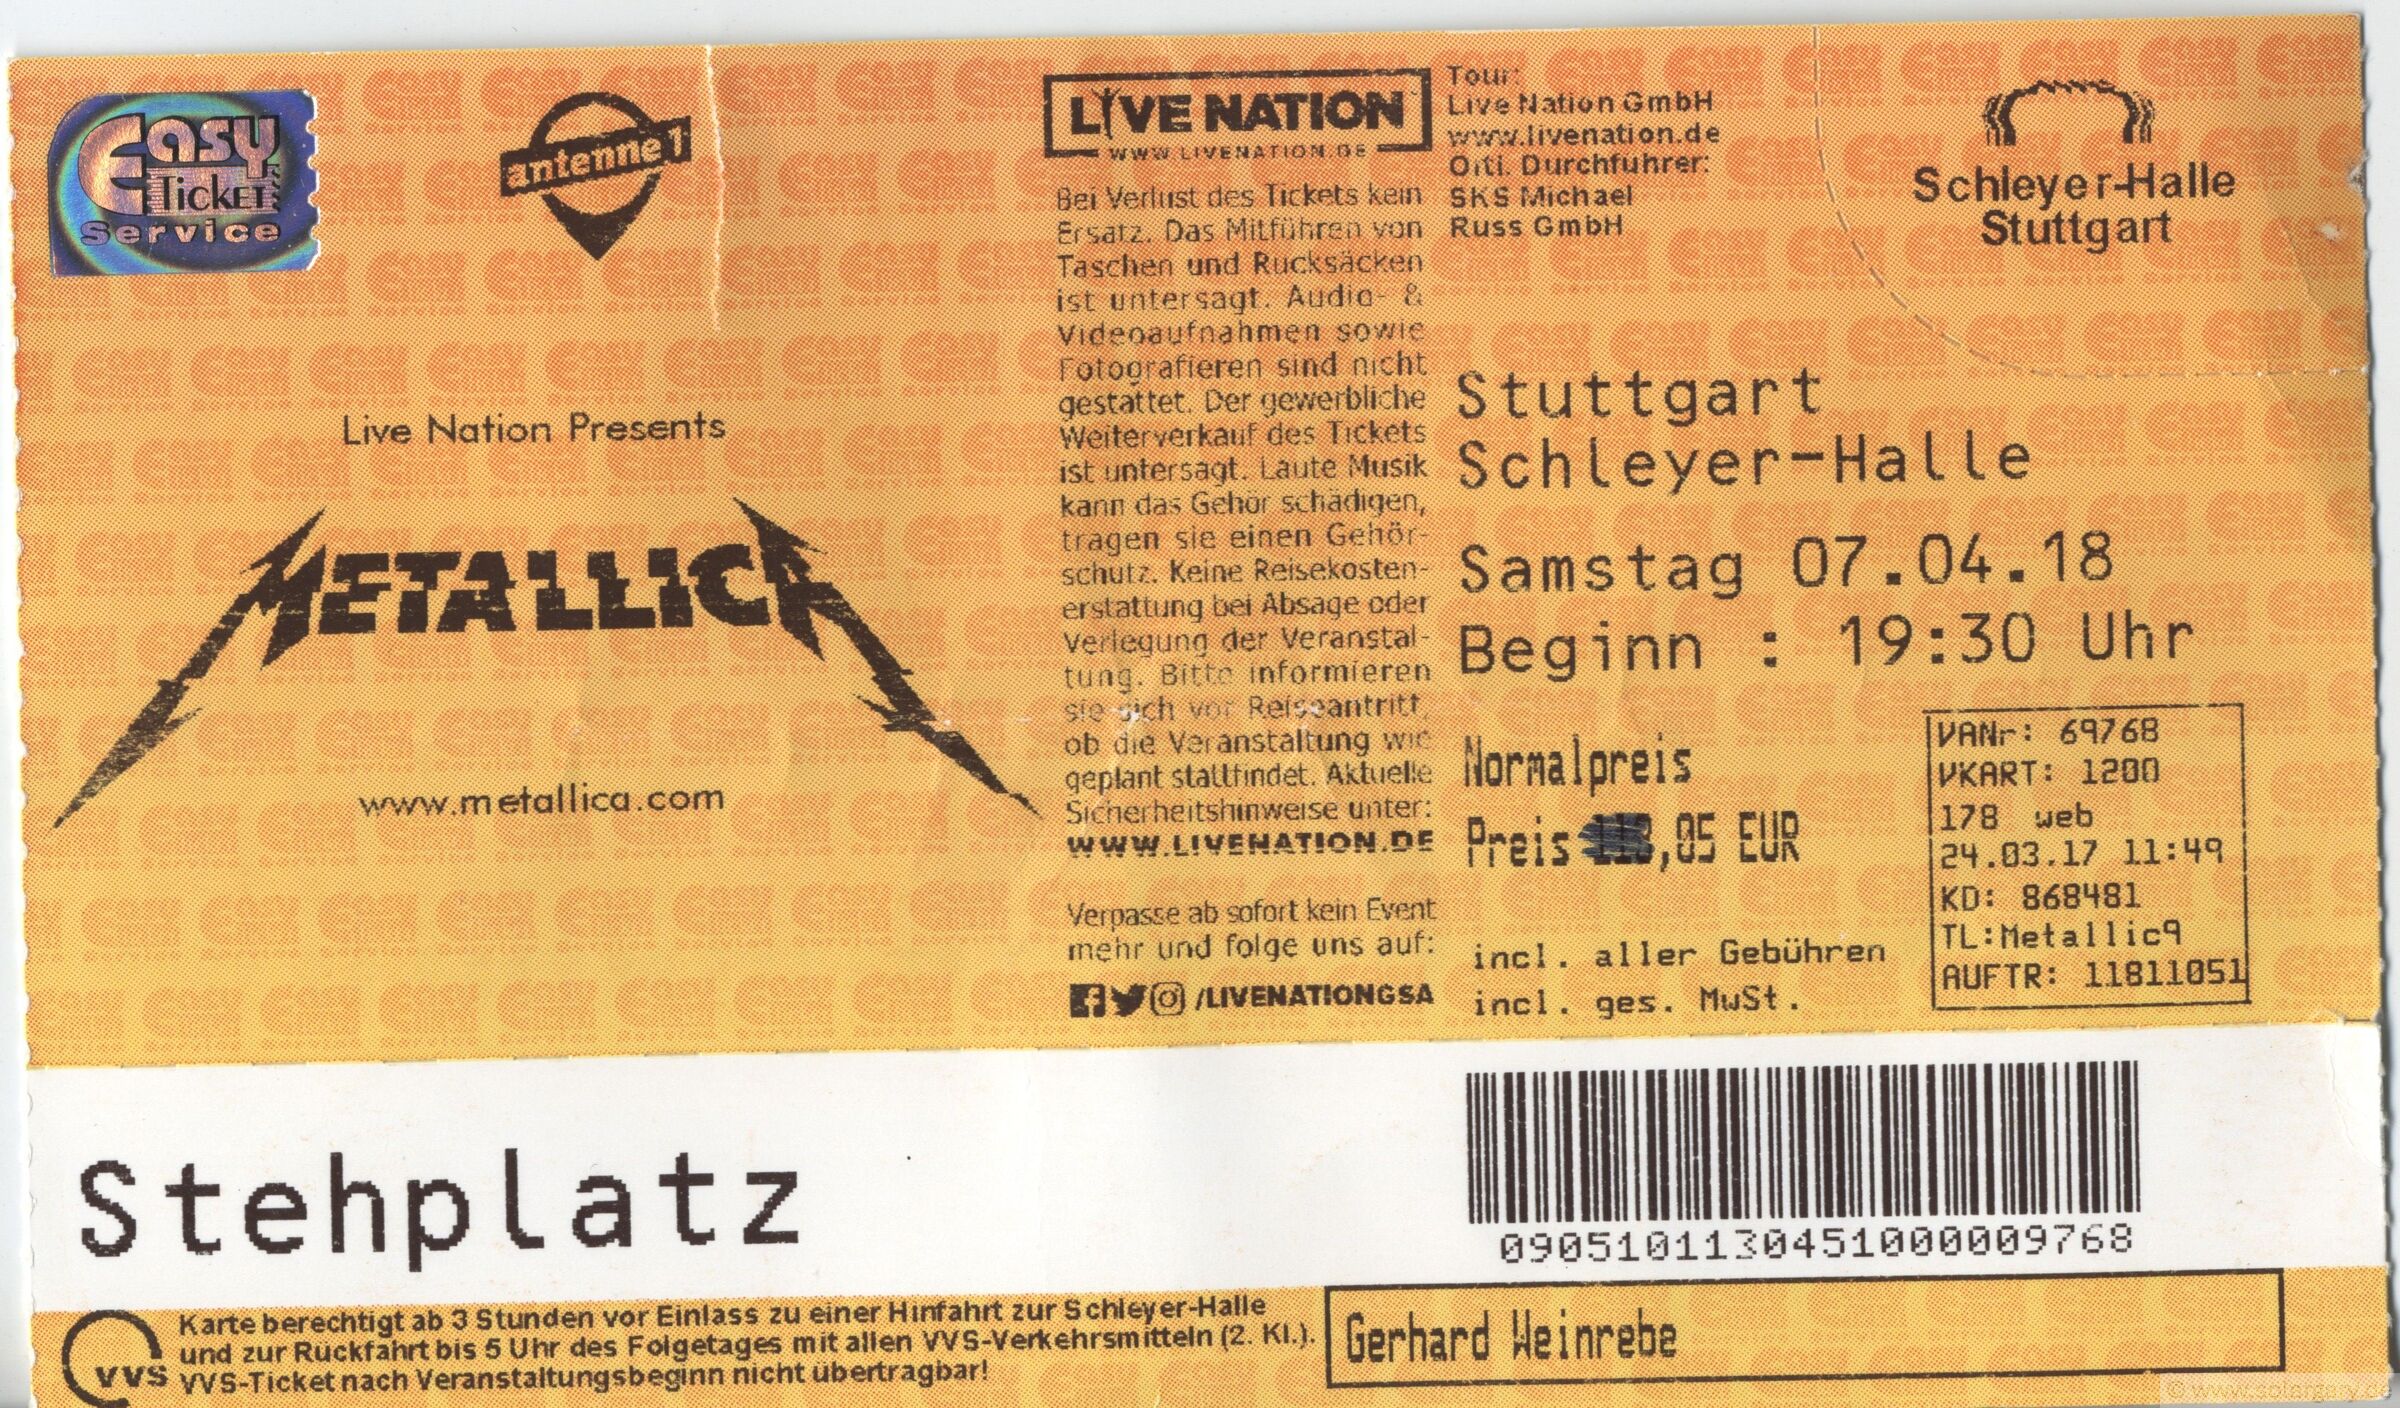 Easy
Ticket
Service
antenne 1
Live Nation Presents
METALLICA
www.metallica.com
LIVE NATION
WWW.LIVENATION.DE
Bei Verlust des Tickets kein
Ersatz. Das Mitführen von
Taschen und Rucksäcken
ist untersagt. Audio- &
Videoaufnahmen sowie
Fotografieren sind nicht
gestattet. Der gewerbliche
Weiterverkauf des Tickets
ist untersagt. Laute Musik
kann das Gehör schädigen,
tragen sie einen Gehör-
schutz. Keine Reisekosten-
erstattung bei Absage oder
Verlegung der Veranstal-
tung. Bitte informieren
sie sich vor Reiseantritt,
ob die Veranstaltung wie
geplant stattfindet. Aktuelle
Sicherheitshinweise unter:
WWW.LIVENATION.DE
Verpasse ab sofort kein Event
mehr und folge uns auf:
/LIVENATIONGSA
Tour:
Live Nation GmbH
www.livenation.de
Örtl. Durchführer:
SKS Michael
Russ GmbH
Schleyer-Halle
Stuttgart
Stuttgart
Schleyer-Halle
Samstag 07.04.18
Beginn : 19:30 Uhr
Normalpreis
Preis 113,05 EUR
incl. aller Gebühren
incl. ges. MwSt.
VANr: 69768
VKART: 1200
178 web
24.03.17 11:49
KD: 868481
TL:Metallic9
AUFTR: 11811051
Stehplatz
0905101130451000009768
VVS
Karte berechtigt ab 3 Stunden vor Einlass zu einer Hinfahrt zur Schleyer-Halle
und zur Rückfahrt bis 5 Uhr des Folgetages mit allen VVS-Verkehrsmitteln (2. Kl.).
VVS-Ticket nach Veranstaltungsbeginn nicht übertragbar!
Gerhard Weinrebe
© www.solargary.de